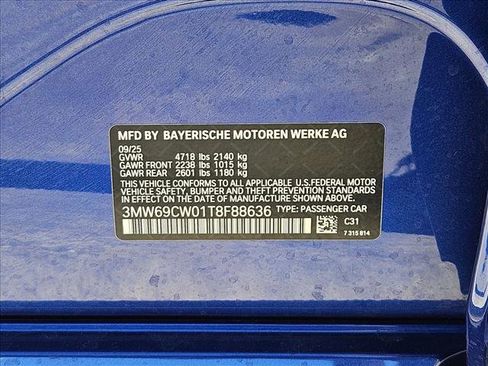 MFD BY BAYERISCHE MOTOREN WERKE AG
09/25
GVWR 4718 lbs 2140 kg
GAWR FRONT 2238 lbs 1015 kg
GAWR REAR 2601 lbs 1180 kg
THIS VEHICLE CONFORMS TO ALL APPLICABLE U.S.FEDERAL MOTOR
VEHICLE SAFETY, BUMPER, AND THEFT PREVENTION STANDARDS
IN EFFECT ON THE DATE OF MANUFACTURE SHOWN ABOVE.
3MW69CW01T8F88636 TYPE: PASSENGER CAR
C31
7 315 814